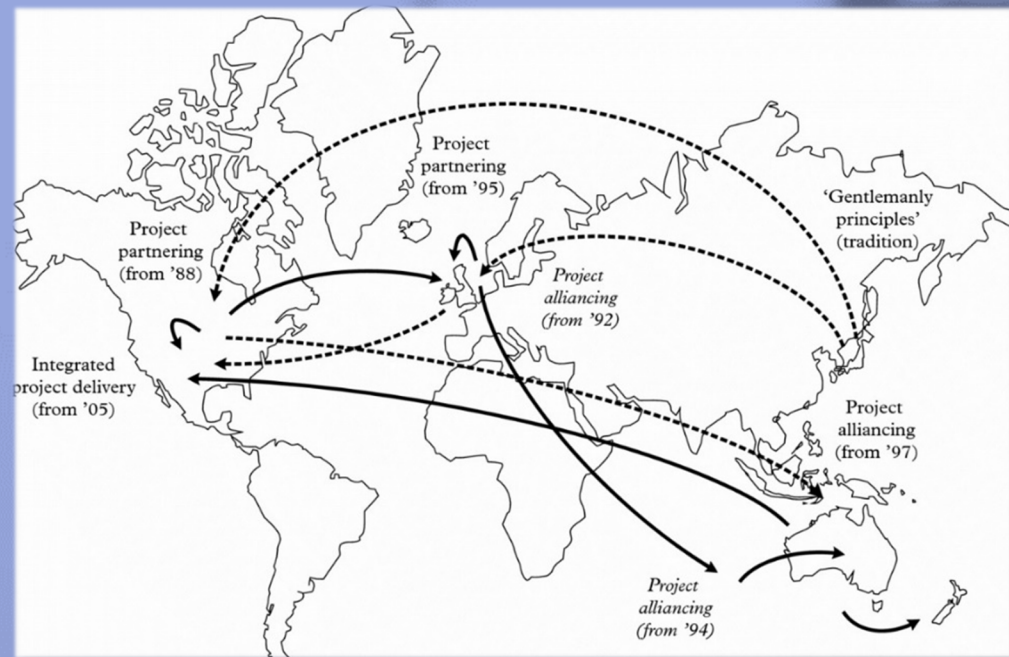 Project
partnering
(from ’95)
‘Gentlemanly
principles’
(tradition)
Project
partnering
(from ’88)
Project
alliancing
(from ’92)
Integrated
project delivery
(from ’05)
Project
alliancing
(from ’97)
Project
alliancing
(from ’94)